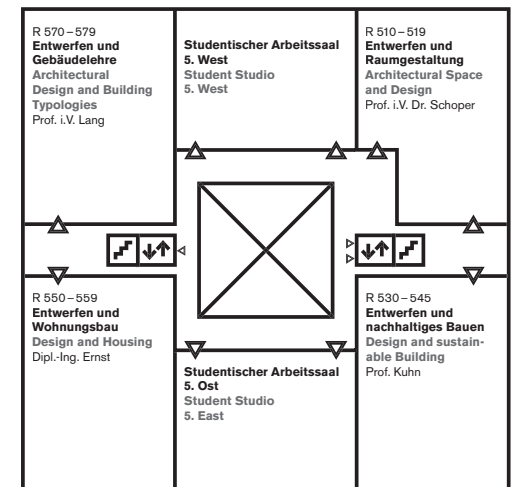 R 570 – 579
Entwerfen und
Gebäudelehre
Architectural
Design and Building
Typologies
Prof. i.V. Lang
Studentischer Arbeitssaal
5. West
Student Studio
5. West
R 510 – 519
Entwerfen und
Raumgestaltung
Architectural Space
and Design
Prof. i.V. Dr. Schoper
R 550 – 559
Entwerfen und
Wohnungsbau
Design and Housing
Dipl.-Ing. Ernst
Studentischer Arbeitssaal
5. Ost
Student Studio
5. East
R 530 – 545
Entwerfen und
nachhaltiges Bauen
Design and sustain-
able Building
Prof. Kuhn